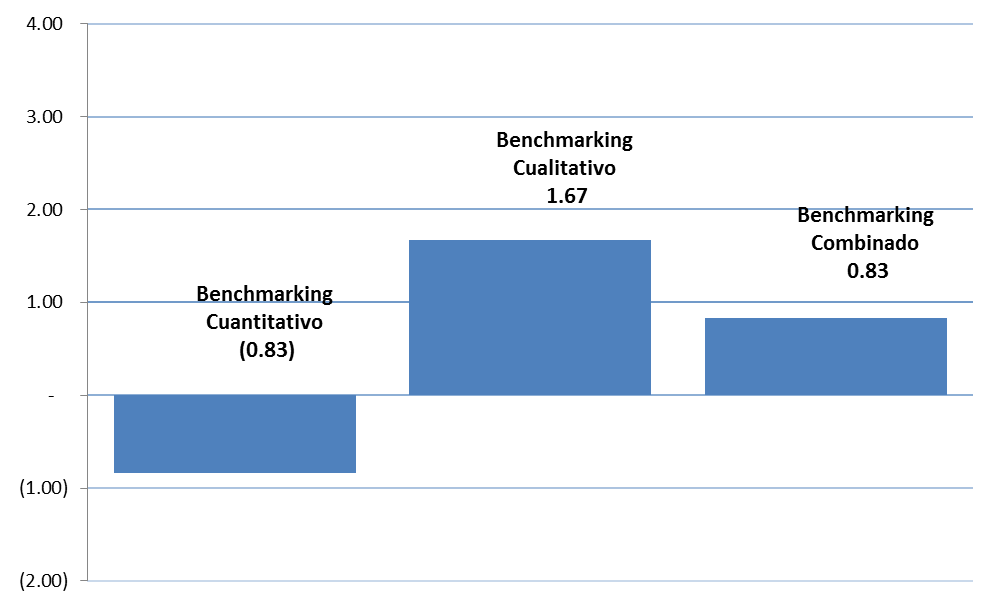 4.00
3.00
2.00
1.00
-
(1.00)
(2.00)
Benchmarking
Cuantitativo
(0.83)
Benchmarking
Cualitativo
1.67
Benchmarking
Combinado
0.83